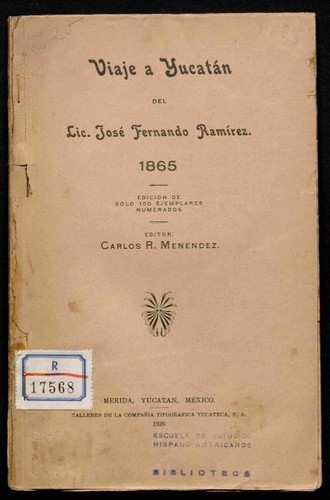 Viaje a Yucatán
DEL
Lic. José Fernando Ramírez.
1865
EDICION DE
SOLO 100 EJEMPLARES
NUMERADOS
EDITOR:
CARLOS R. MENENDEZ.
R
17568
MERIDA, YUCATAN, MEXICO.
TALLERES DE LA COMPAÑIA TIPOGRAFICA YUCATECA, S. A.
1926
ESCUELA DE ESTUDIOS
HISPANO-AMERICANOS
BIBLIOTECA